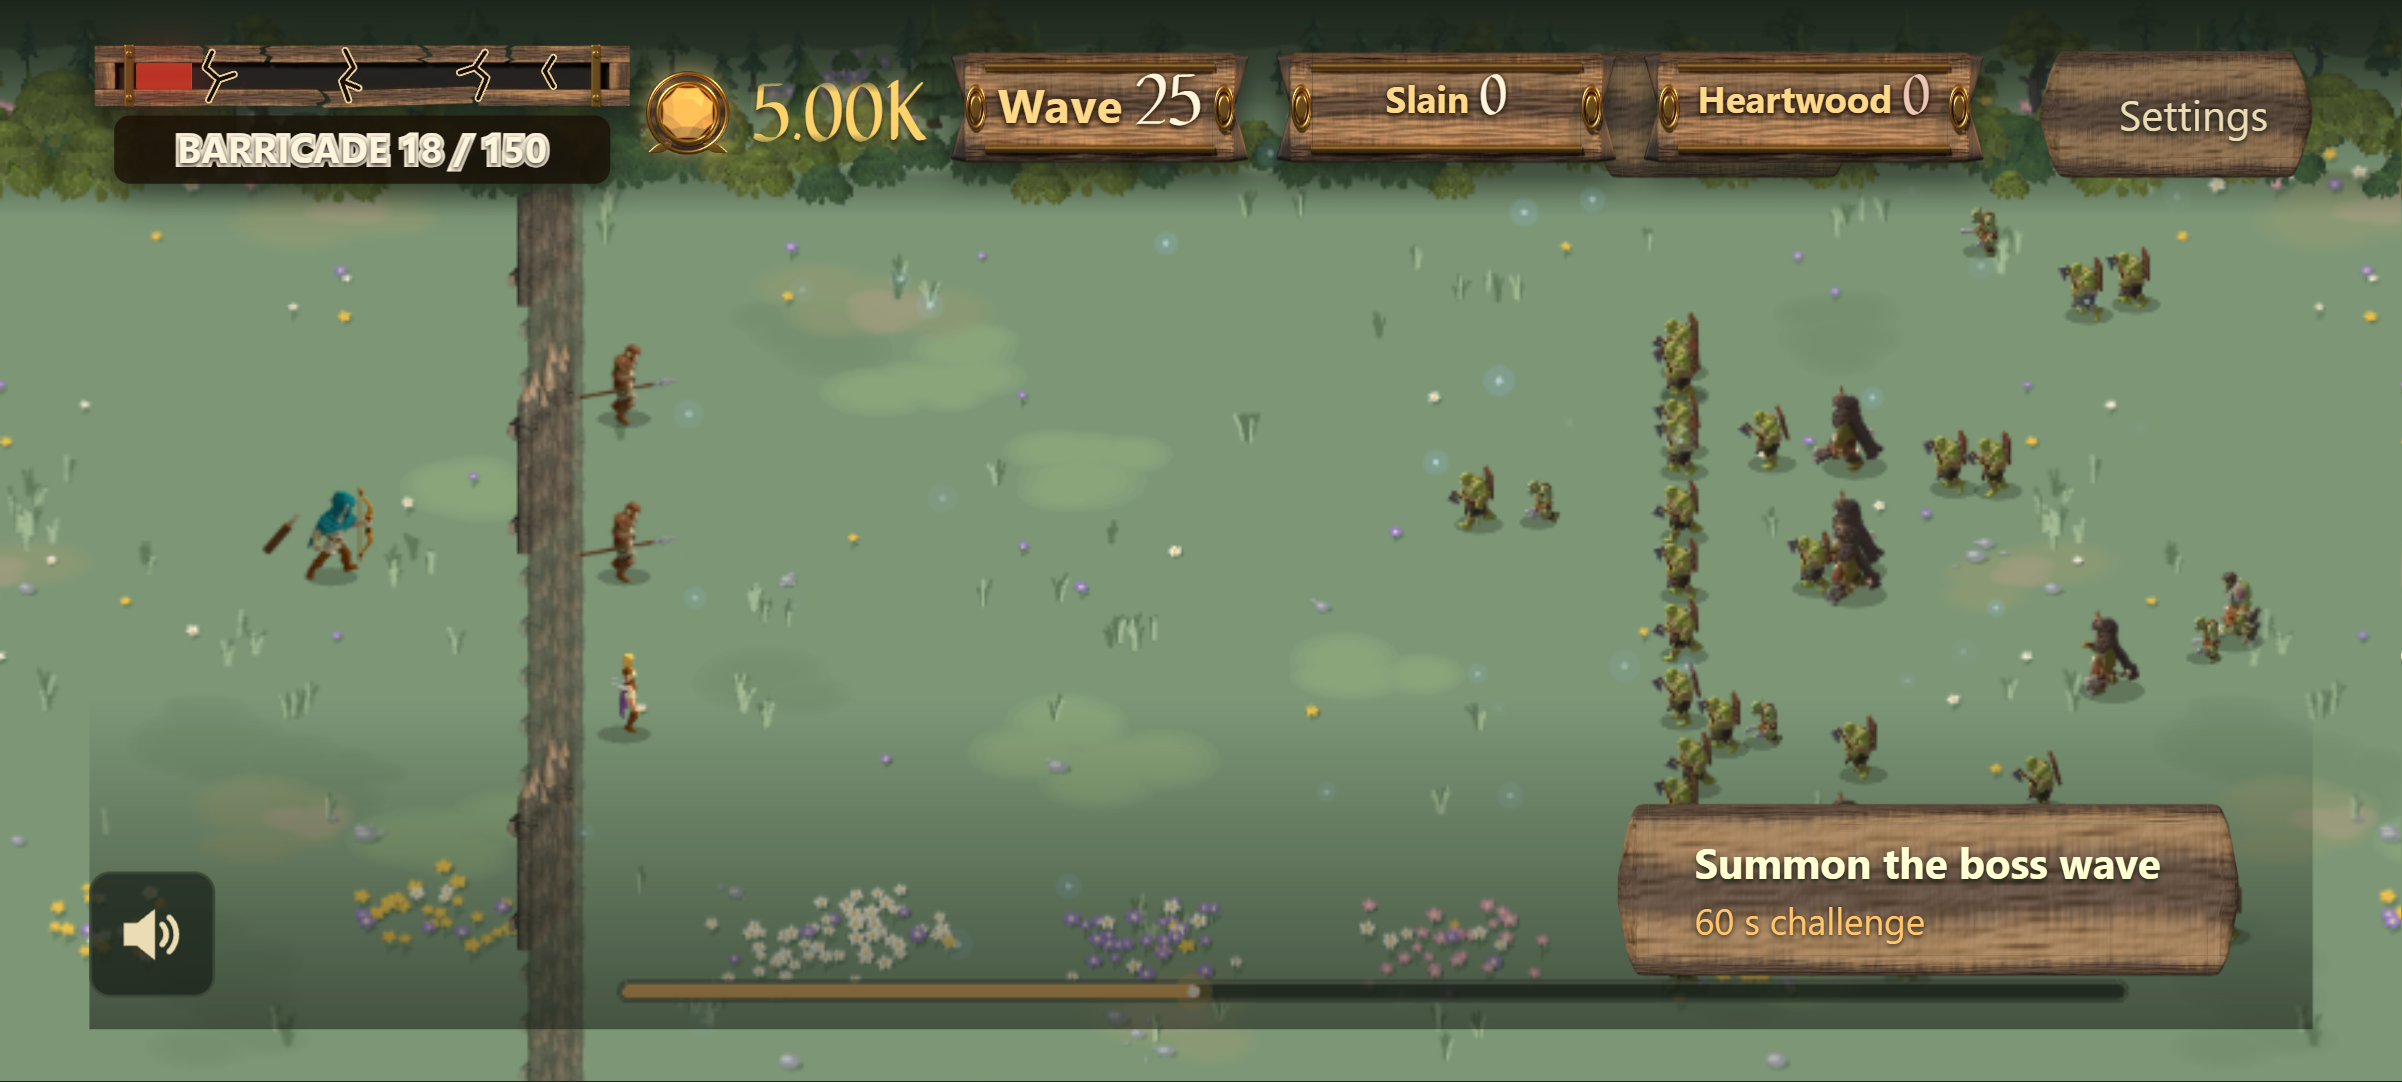 BARRICADE 18 / 150
5.00K
Wave 25
Slain 0
Heartwood 0
Settings
Summon the boss wave
60 s challenge